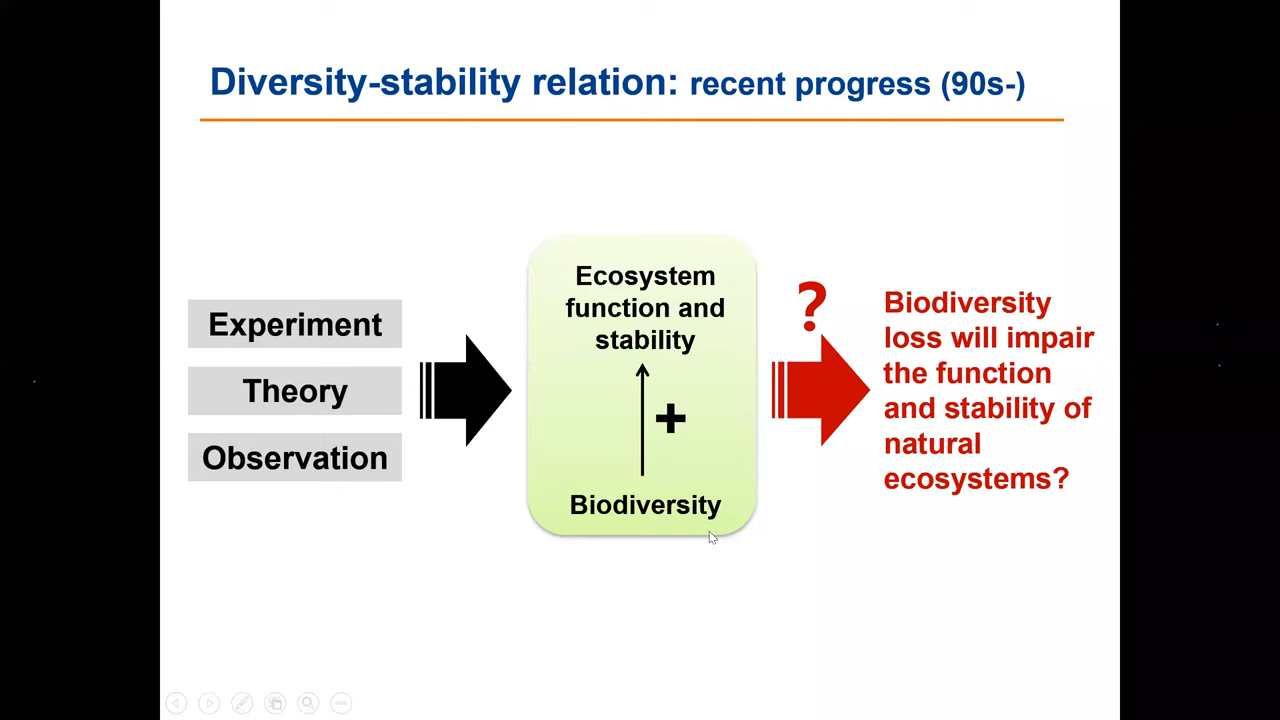 Diversity-stability relation: recent progress (90s-)
Experiment
Theory
Observation
Ecosystem
function and
stability
+
Biodiversity
?
Biodiversity
loss will impair
the function
and stability of
natural
ecosystems?